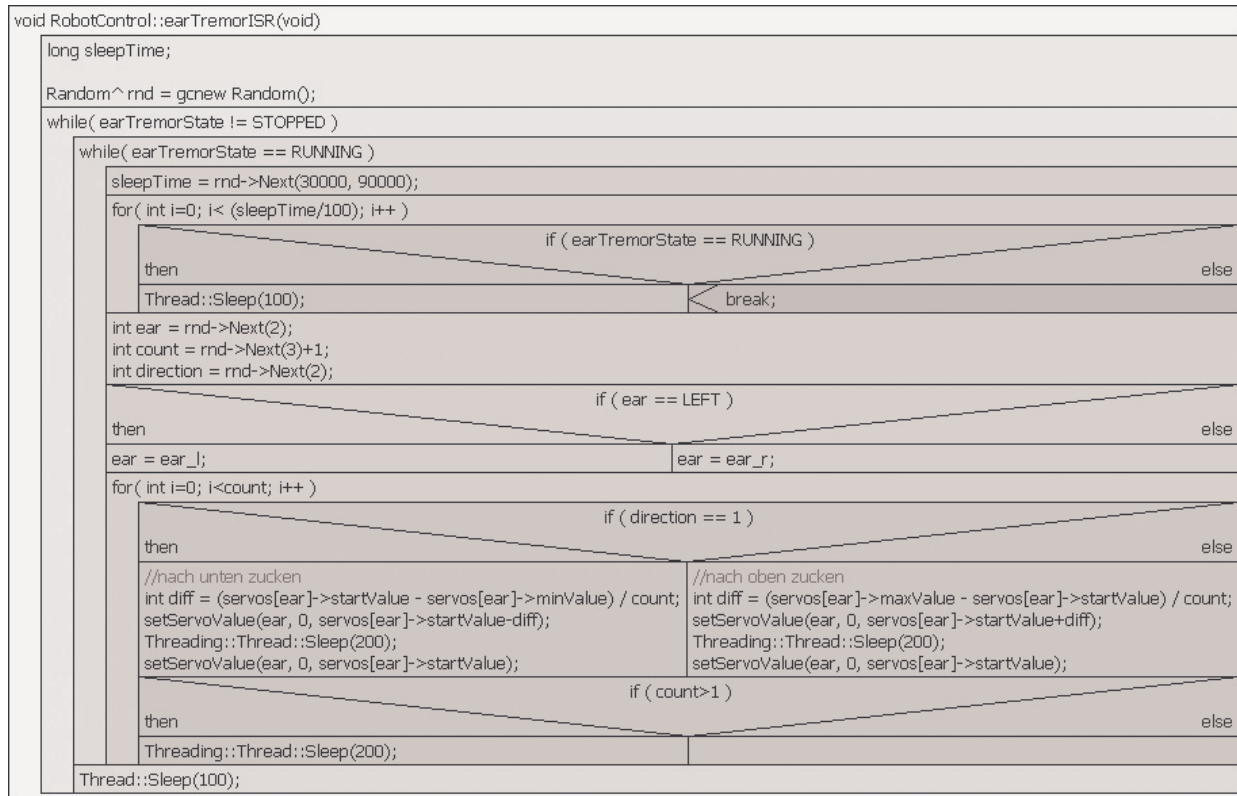 void RobotControl::earTremorISR(void)
long sleepTime;
Random^ rnd = gcnew Random();
while( earTremorState != STOPPED )
while( earTremorState == RUNNING )
sleepTime = rnd->Next(30000, 90000);
for( int i=0; i< (sleepTime/100); i++ )
if ( earTremorState == RUNNING )
then else
Thread::Sleep(100); break;
int ear = rnd->Next(2);
int count = rnd->Next(3)+1;
int direction = rnd->Next(2);
if ( ear == LEFT )
then else
ear = ear_l; ear = ear_r;
for( int i=0; i<count; i++ )
if ( direction == 1 )
then else
//nach unten zucken
int diff = (servos[ear]->startValue - servos[ear]->minValue) / count;
setServoValue(ear, 0, servos[ear]->startValue-diff);
Threading::Thread::Sleep(200);
setServoValue(ear, 0, servos[ear]->startValue);
//nach oben zucken
int diff = (servos[ear]->maxValue - servos[ear]->startValue) / count;
setServoValue(ear, 0, servos[ear]->startValue+diff);
Threading::Thread::Sleep(200);
setServoValue(ear, 0, servos[ear]->startValue);
if ( count>1 )
then else
Threading::Thread::Sleep(200);
Thread::Sleep(100);